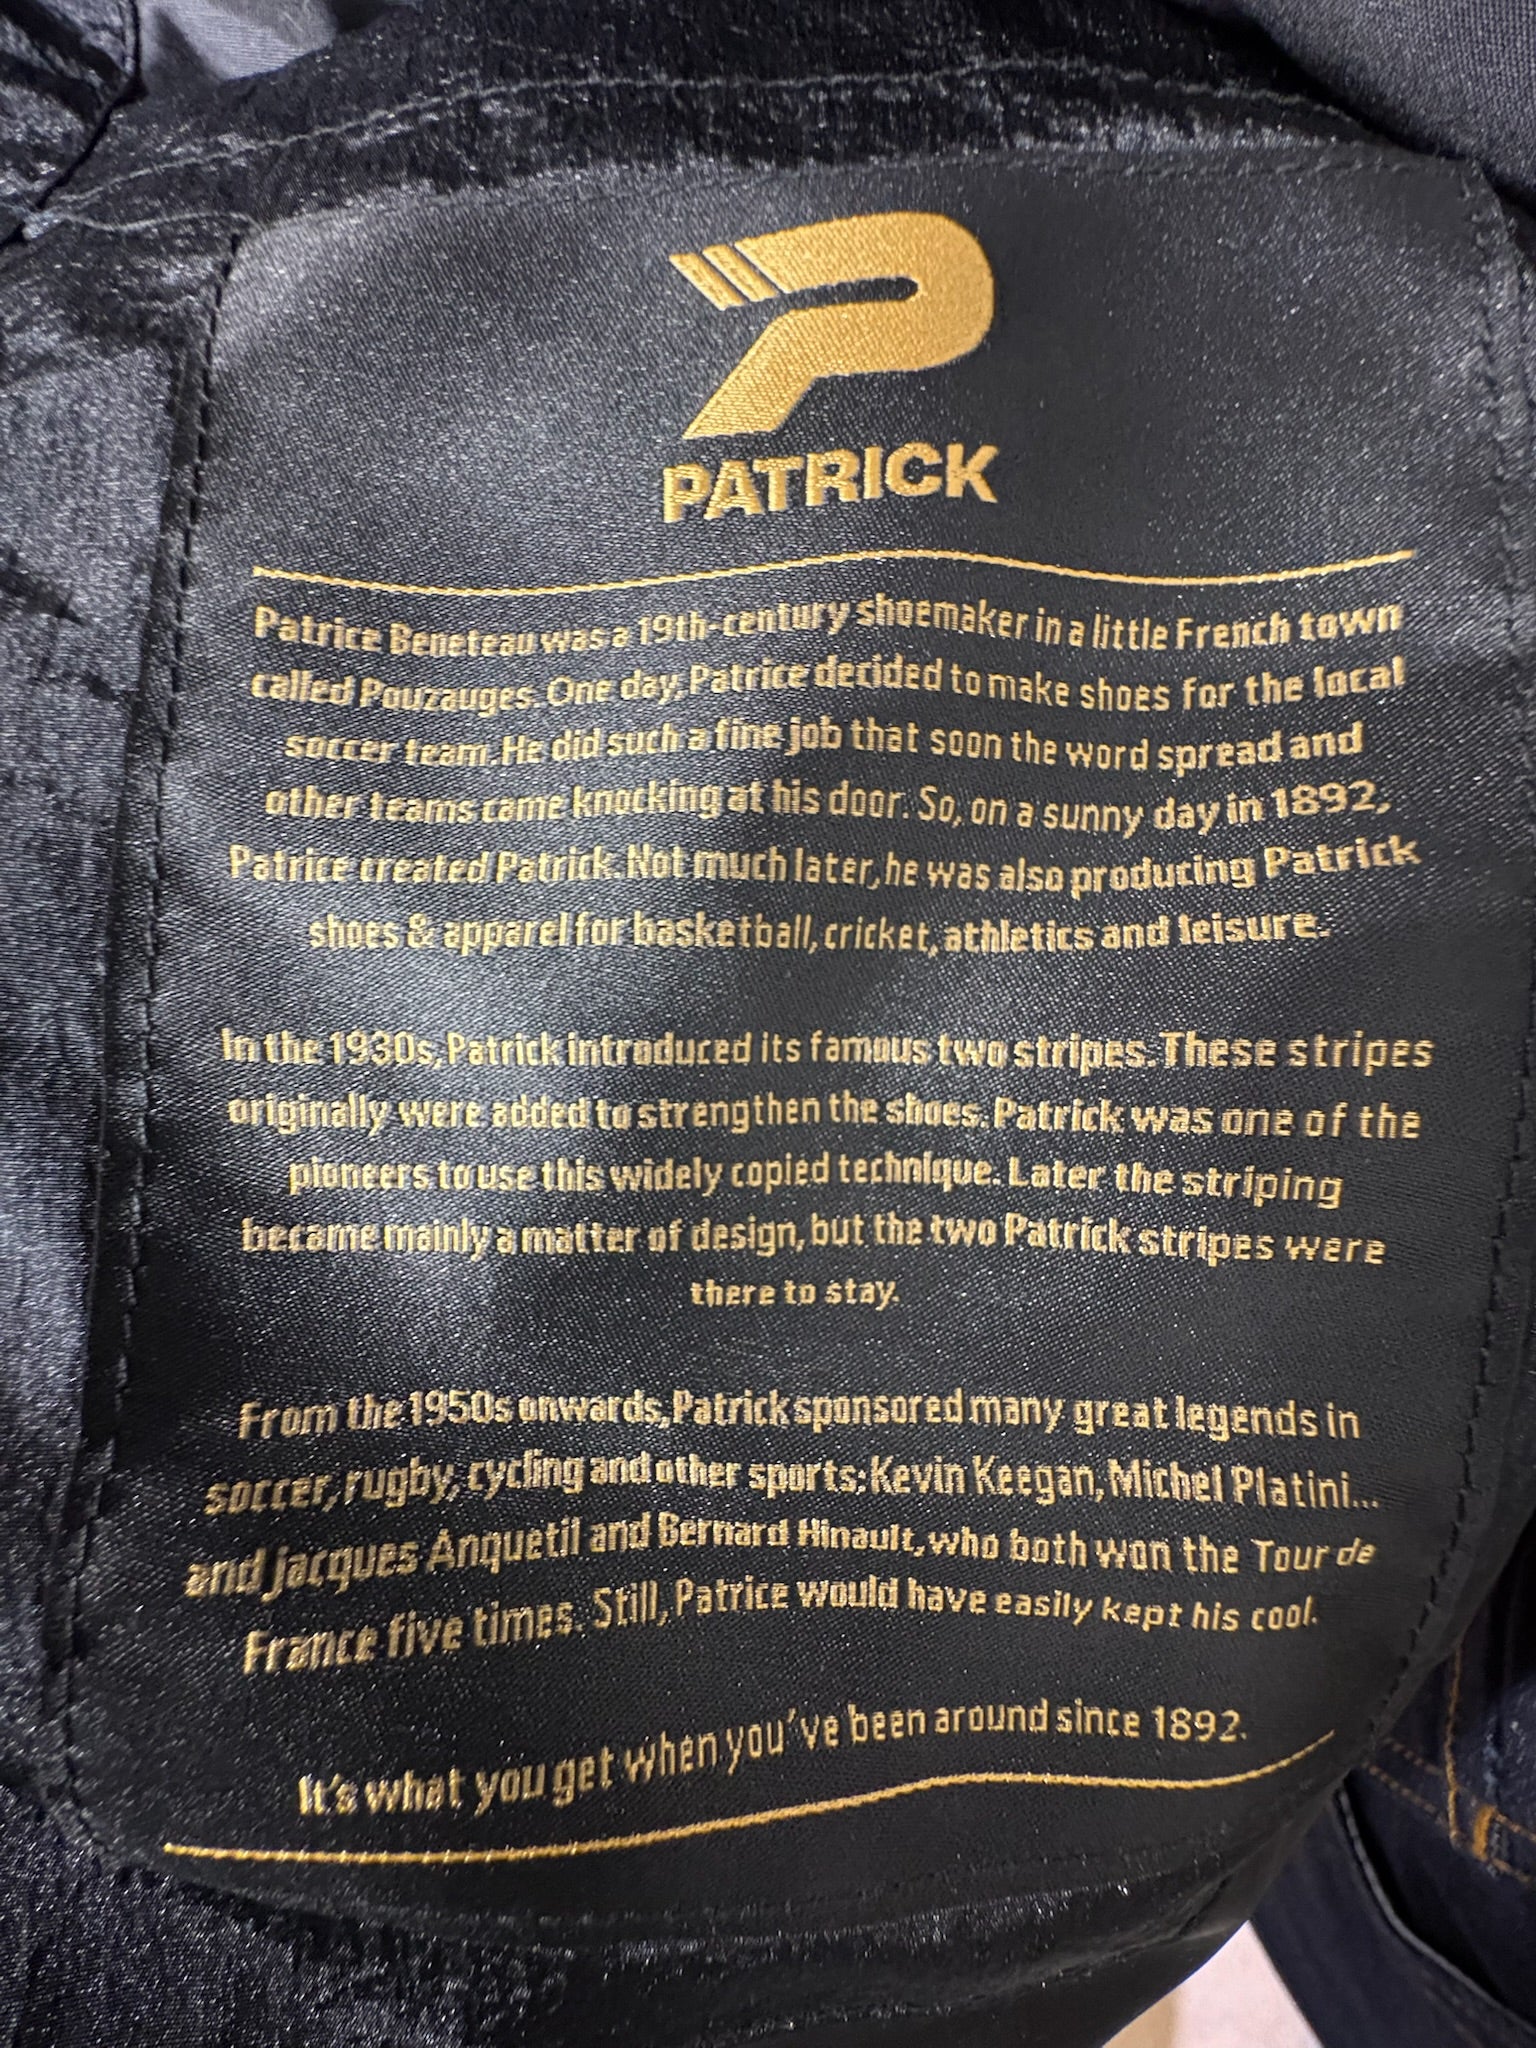 PATRICK
Patrice Beneteau was a 19th-century shoemaker in a little French town
called Pouzauges. One day, Patrice decided to make shoes for the local
soccer team. He did such a fine job that soon the word spread and
other teams came knocking at his door. So, on a sunny day in 1892,
Patrice created Patrick. Not much later, he was also producing Patrick
shoes & apparel for basketball, cricket, athletics and leisure.
In the 1930s, Patrick introduced its famous two stripes. These stripes
originally were added to strengthen the shoes. Patrick was one of the
pioneers to use this widely copied technique. Later the striping
became mainly a matter of design, but the two Patrick stripes were
there to stay.
From the 1950s onwards, Patrick sponsored many great legends in
soccer, rugby, cycling and other sports: Kevin Keegan, Michel Platini...
and Jacques Anquetil and Bernard Hinault, who both won the Tour de
France five times. Still, Patrice would have easily kept his cool.
It's what you get when you've been around since 1892.